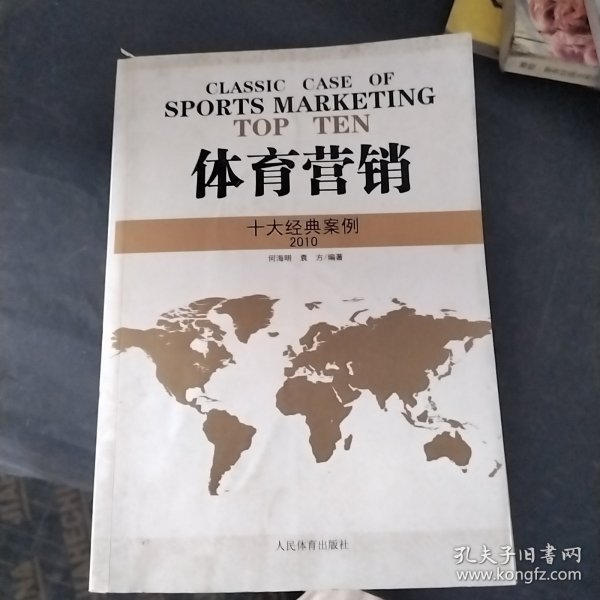 CLASSIC CASE OF
SPORTS MARKETING
TOP TEN
体育营销
十大经典案例
2010
何海明 袁 方/编著
人民体育出版社
孔夫子旧书网
www.kongfz.com